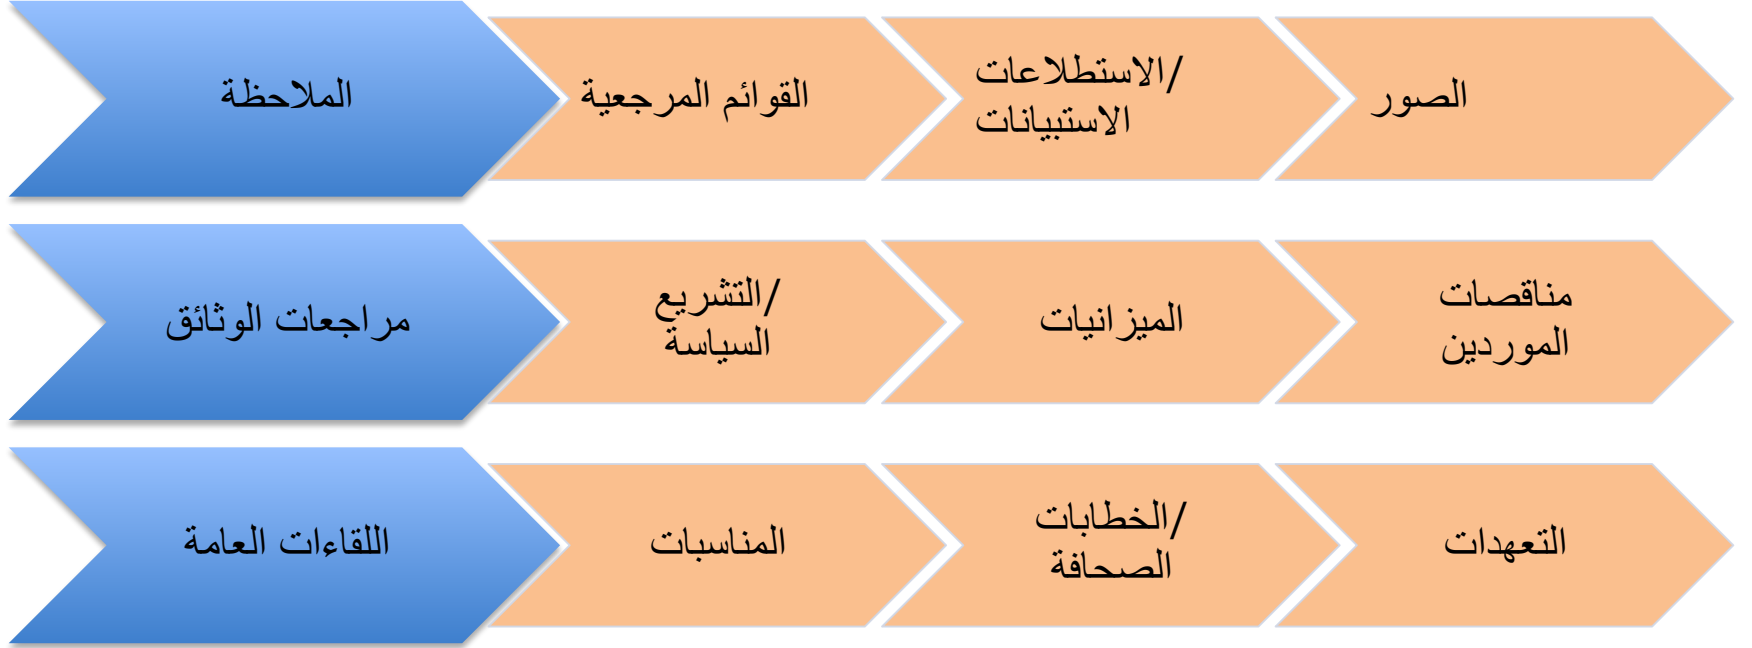 الملاحظة
القوائم المرجعية
الاستطلاعات/
الاستبيانات
الصور
مراجعات الوثائق
التشريع/
السياسة
الميزانيات
مناقصات
الموردين
اللقاءات العامة
المناسبات
الخطابات/
الصحافة
التعهدات